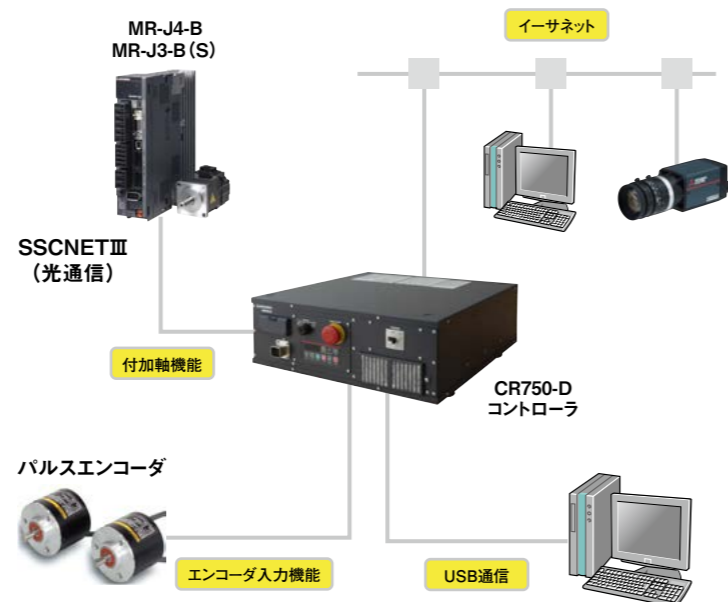 MR-J4-B
MR-J3-B(S)
イーサネット
SSCNETⅢ
(光通信)
付加軸機能
CR750-D
コントローラ
パルスエンコーダ
エンコーダ入力機能
USB通信